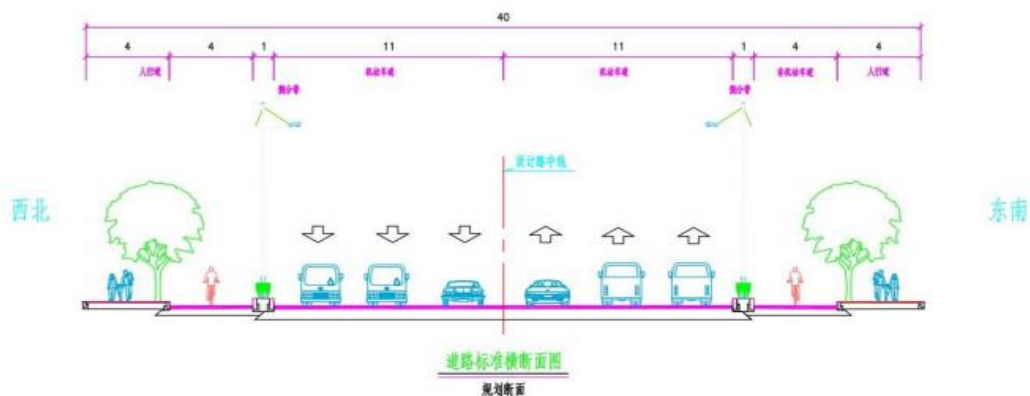 40
4 4 1 11 11 1 4 4
人行道 机动车道 机动车道 非机动车道 人行道
侧分带 侧分带
设计路中线
西北 东南
道路标准横断面图
规划断面